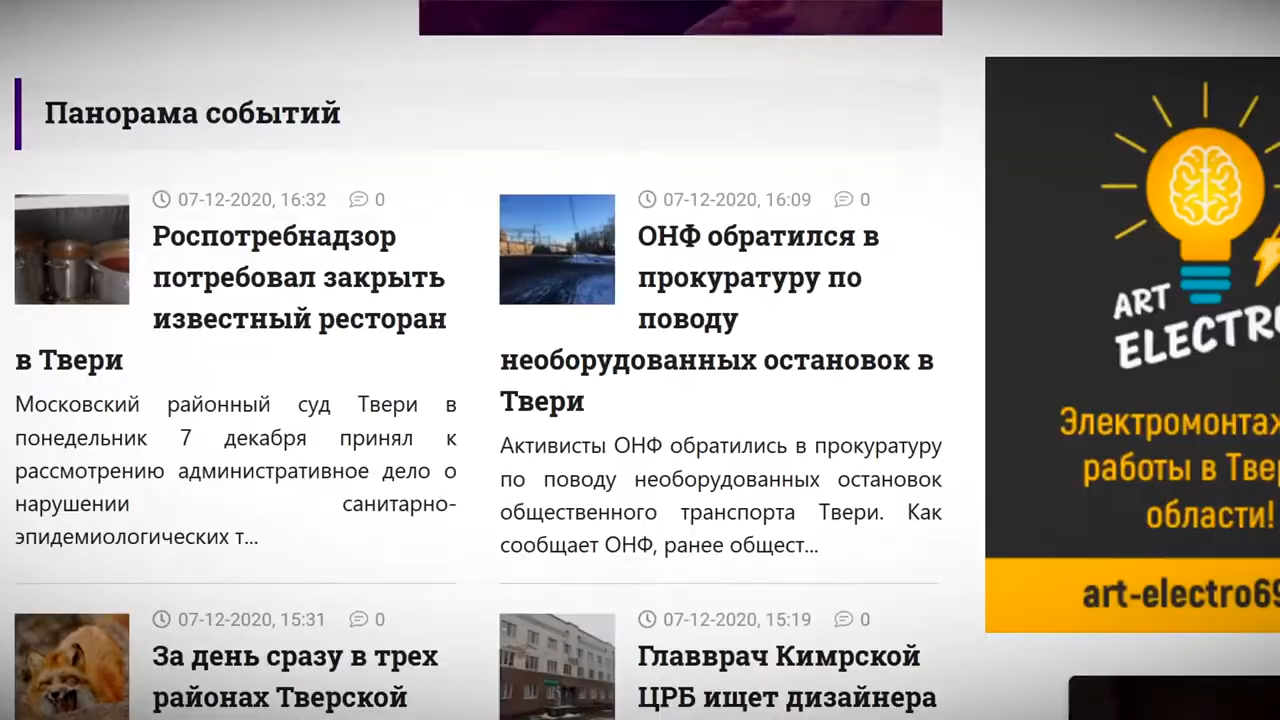 Панорама событий
07-12-2020, 16:32 0
Роспотребнадзор
потребовал закрыть
известный ресторан
в Твери
Московский районный суд Твери в
понедельник 7 декабря принял к
рассмотрению административное дело о
нарушении санитарно-
эпидемиологических т...
07-12-2020, 16:09 0
ОНФ обратился в
прокуратуру по
поводу
необорудованных остановок в
Твери
Активисты ОНФ обратились в прокуратуру
по поводу необорудованных остановок
общественного транспорта Твери. Как
сообщает ОНФ, ранее общест...
07-12-2020, 15:31 0
За день сразу в трех
районах Тверской
07-12-2020, 15:19 0
Главврач Кимрской
ЦРБ ищет дизайнера
ART
ELECTR
Электромонтаж
работы в Твер
области!
art-electro69